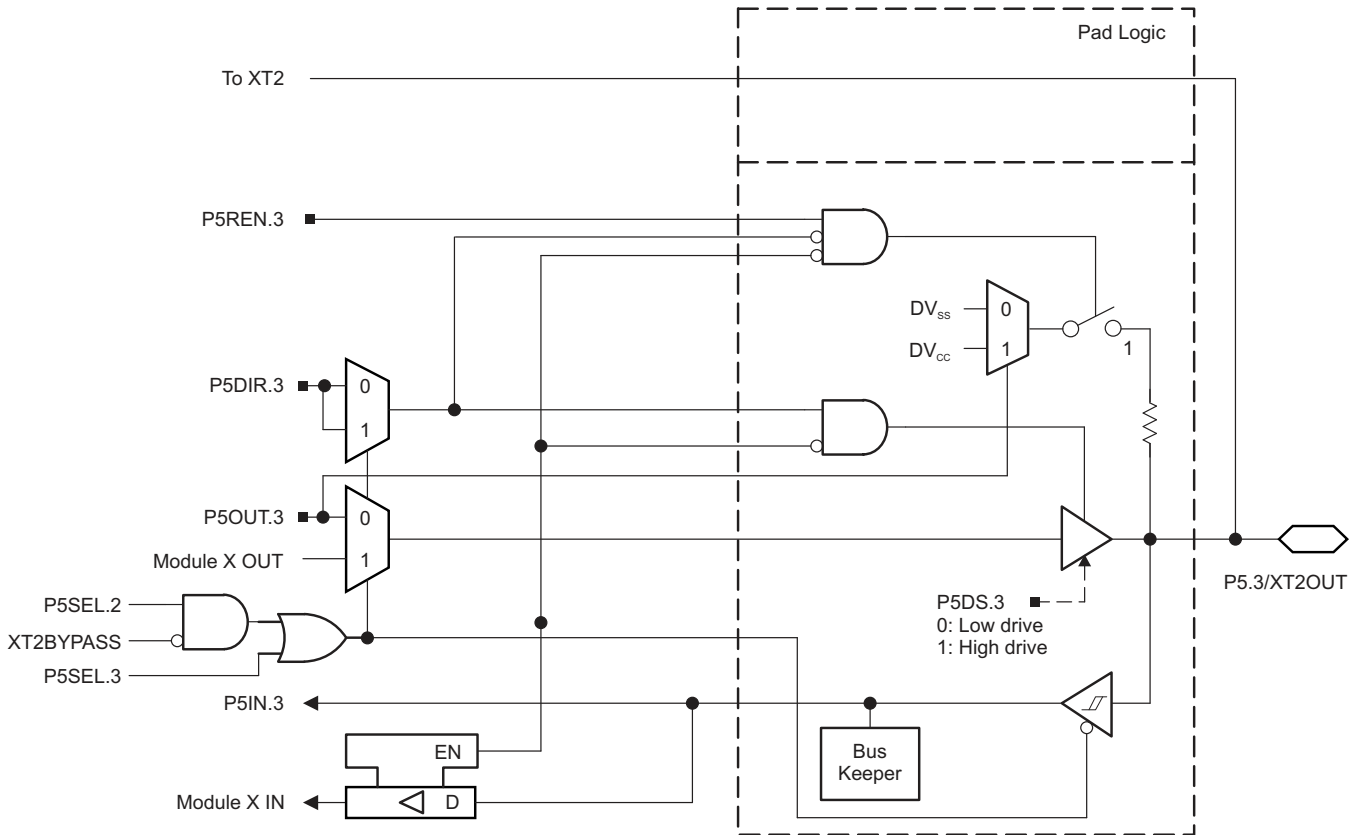 Pad Logic
To XT2
P5REN.3
DVSS
0
DVCC
1
1
P5DIR.3
0
1
P5OUT.3
0
Module X OUT
1
P5.3/XT2OUT
P5SEL.2
P5DS.3
0: Low drive
1: High drive
XT2BYPASS
P5SEL.3
P5IN.3
EN
Bus
Keeper
Module X IN
D